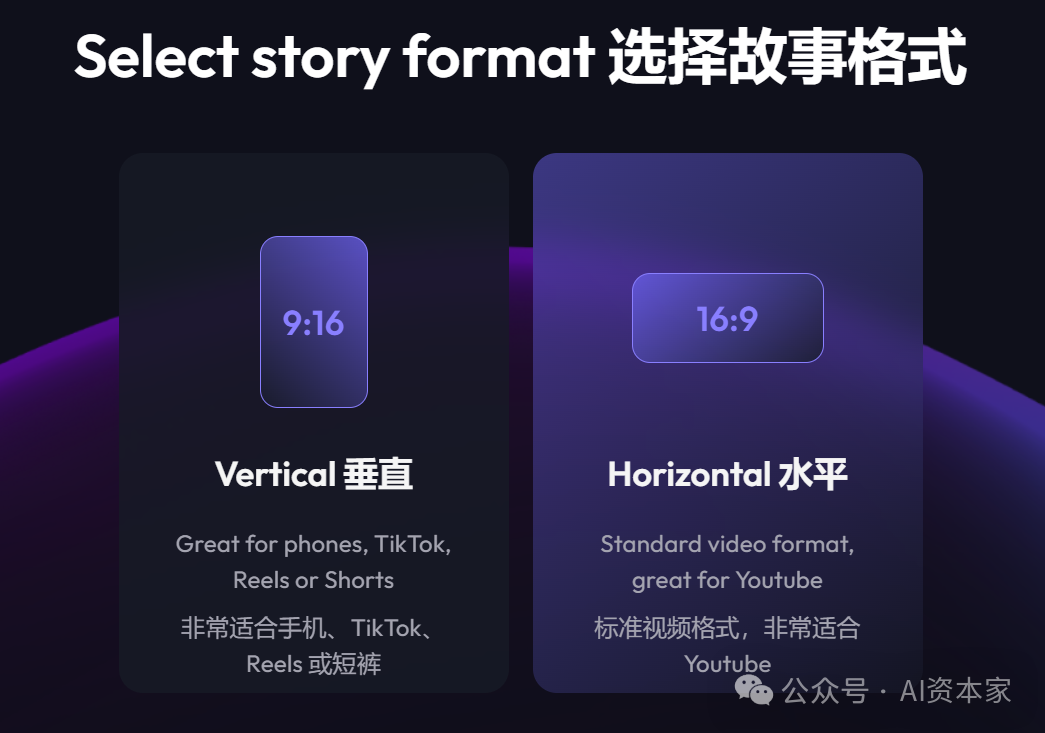 Select story format 选择故事格式
9:16
Vertical 垂直
Great for phones, TikTok,
Reels or Shorts
非常适合手机、TikTok、
Reels 或短裤
16:9
Horizontal 水平
Standard video format,
great for Youtube
标准视频格式，非常适合
Youtube
公众号 · AI资本家